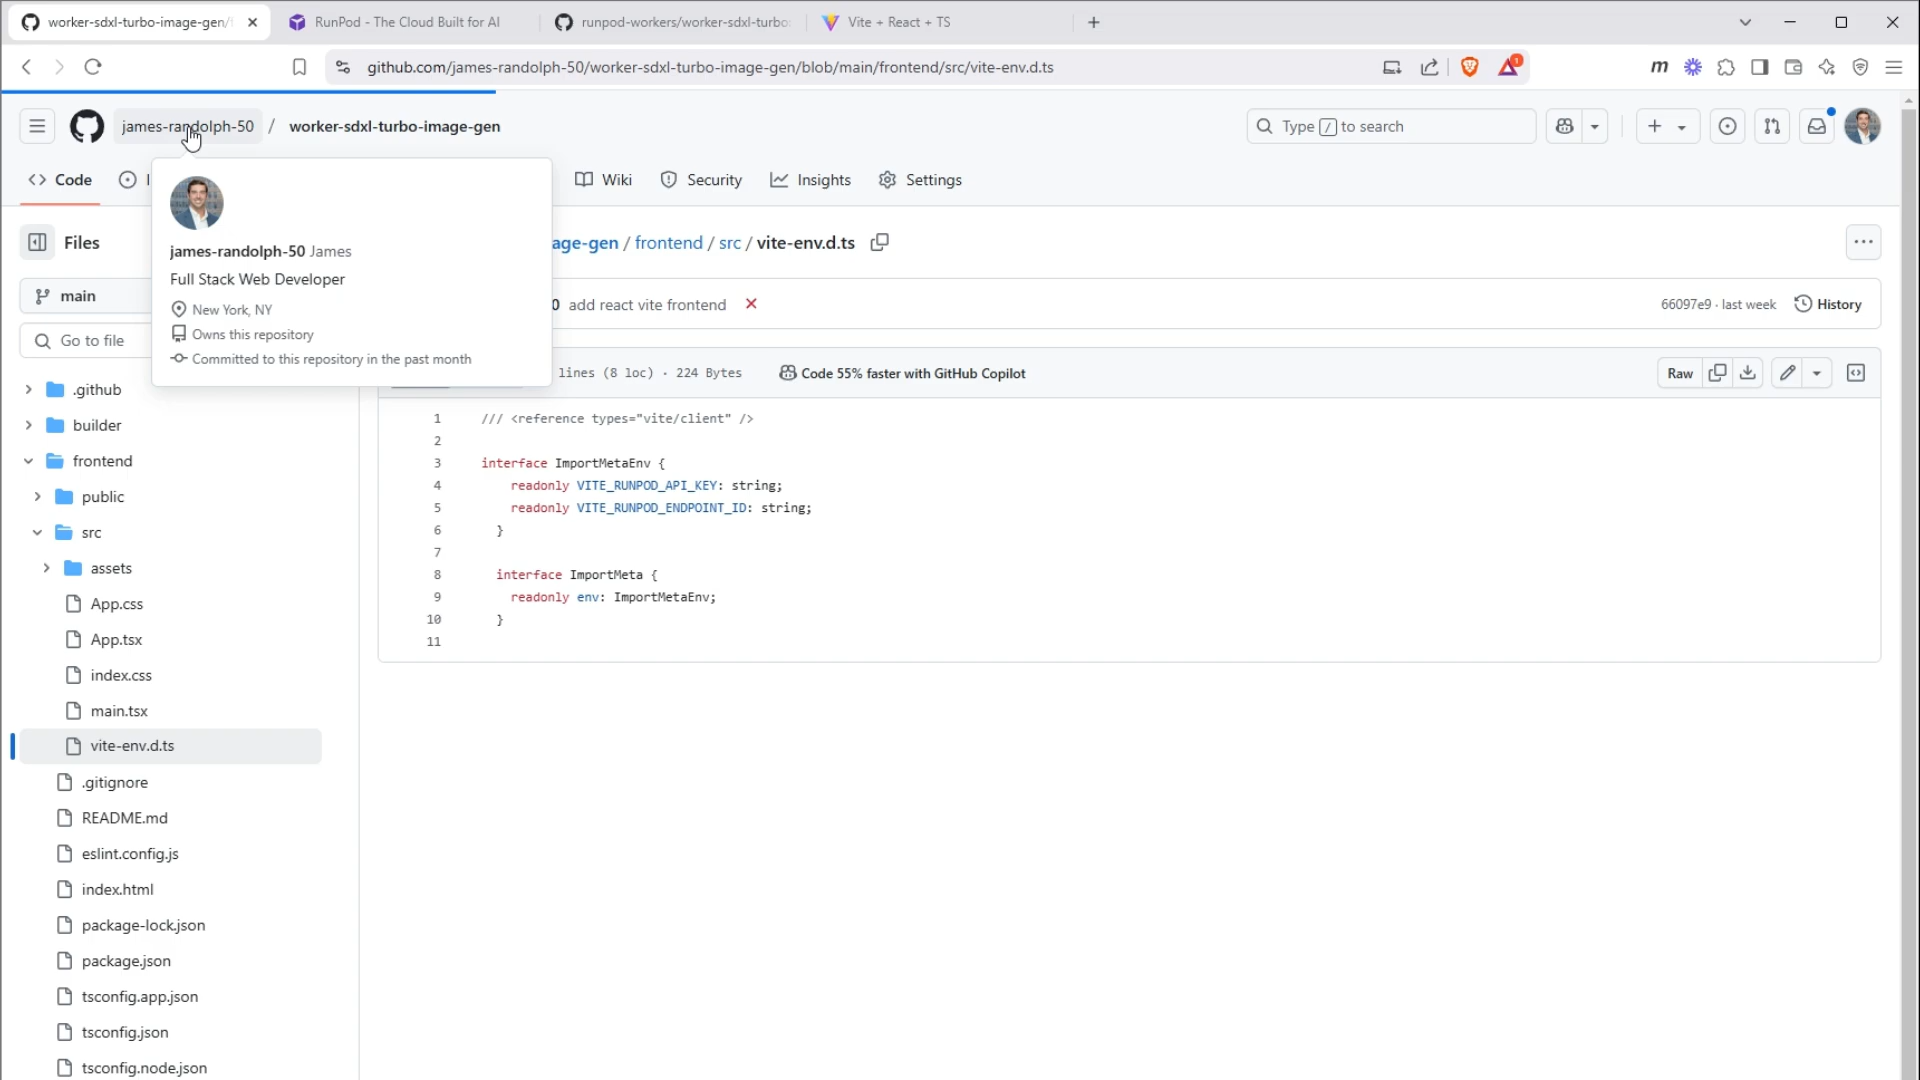 worker-sdxl-turbo-image-gen/
RunPod - The Cloud Built for AI
runpod-workers/worker-sdxl-turbo
Vite + React + TS
github.com/james-randolph-50/worker-sdxl-turbo-image-gen/blob/main/frontend/src/vite-env.d.ts
m
1
james-randolph-50 / worker-sdxl-turbo-image-gen
Type / to search
Code
Wiki
Security
Insights
Settings
james-randolph-50 James
Full Stack Web Developer
New York, NY
Owns this repository
Committed to this repository in the past month
Files
age-gen / frontend / src / vite-env.d.ts
main
0 add react vite frontend
66097e9 · last week
History
Go to file
lines (8 loc) · 224 Bytes
Code 55% faster with GitHub Copilot
Raw
.github
builder
frontend
public
src
assets
App.css
App.tsx
index.css
main.tsx
vite-env.d.ts
.gitignore
README.md
eslint.config.js
index.html
package-lock.json
package.json
tsconfig.app.json
tsconfig.json
tsconfig.node.json
1 /// <reference types="vite/client" />
2
3 interface ImportMetaEnv {
4 readonly VITE_RUNPOD_API_KEY: string;
5 readonly VITE_RUNPOD_ENDPOINT_ID: string;
6 }
7
8 interface ImportMeta {
9 readonly env: ImportMetaEnv;
10 }
11